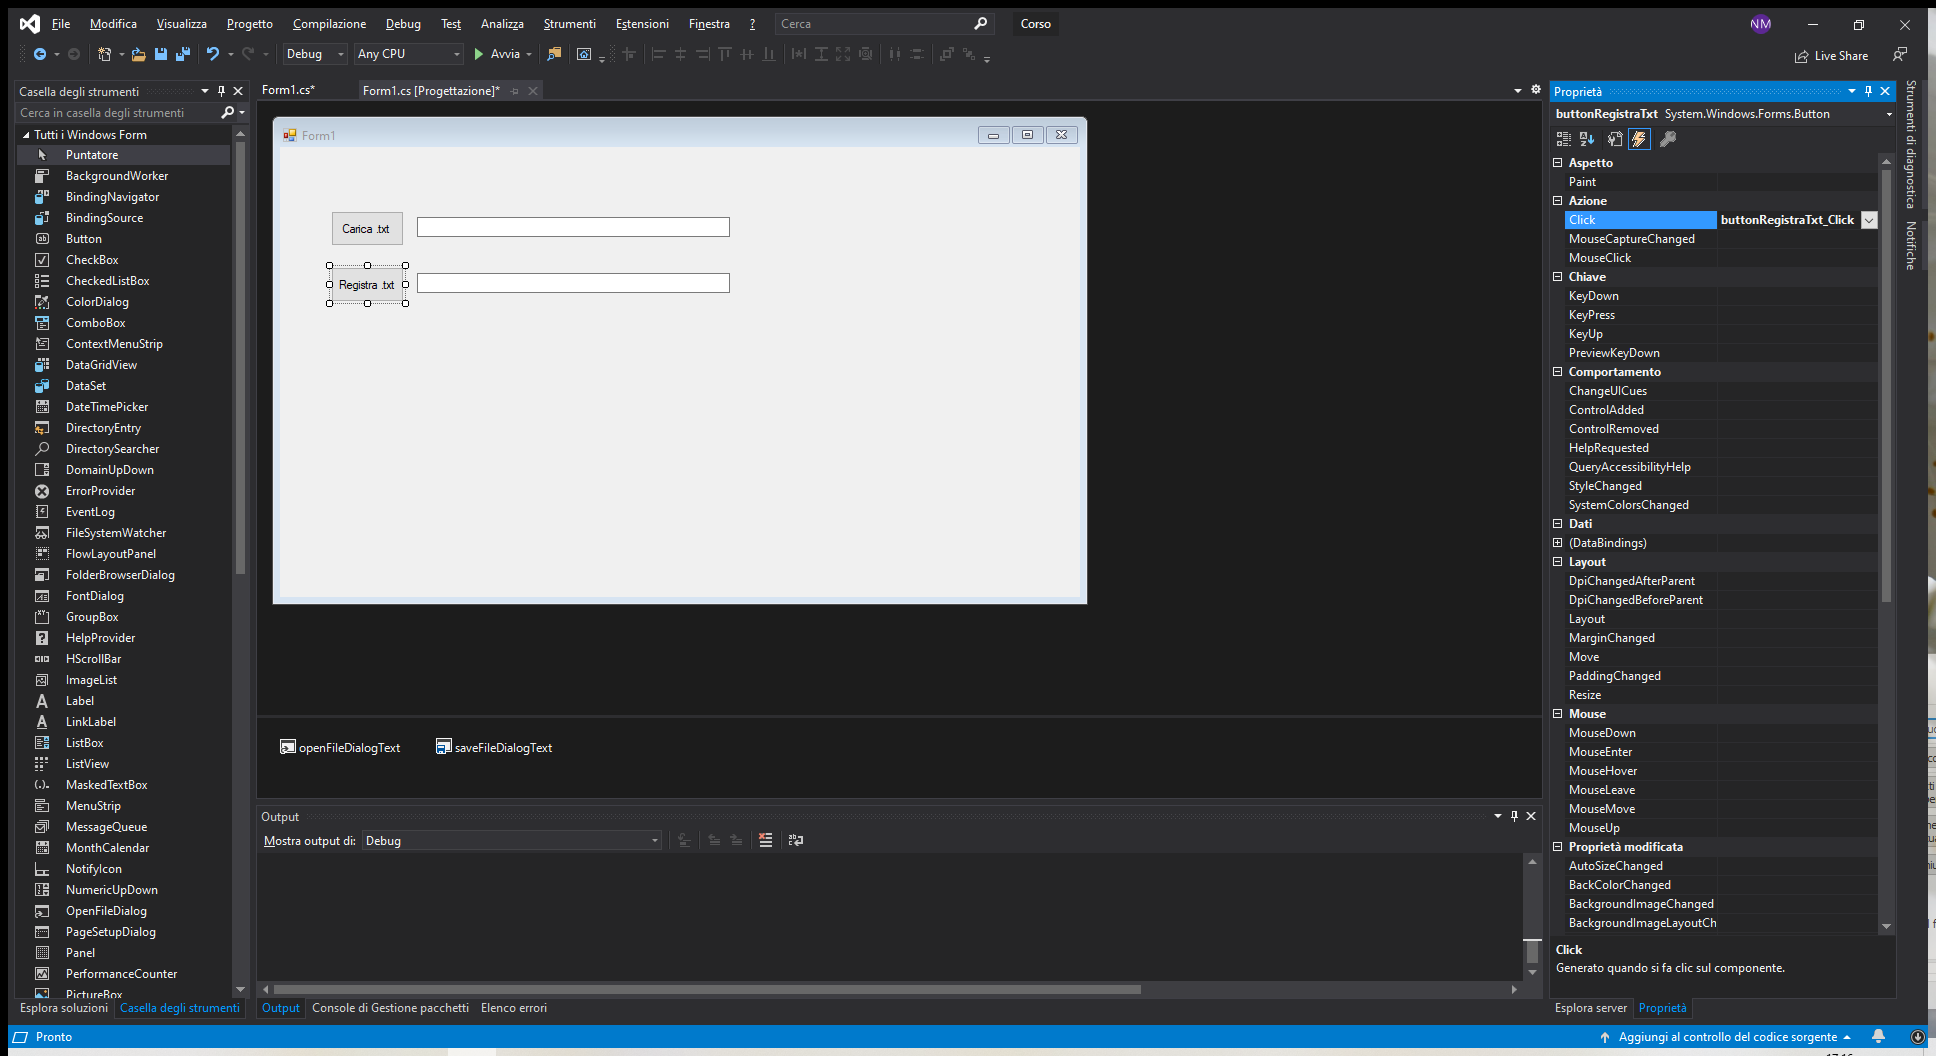 File Modifica Visualizza Progetto Compilazione Debug Test Analizza Strumenti Estensioni Finestra ? Cerca Corso NM
Debug Any CPU Avvia Live Share
Casella degli strumenti
Cerca in casella degli strumenti
Tutti i Windows Form
Puntatore
BackgroundWorker
BindingNavigator
BindingSource
Button
CheckBox
CheckedListBox
ColorDialog
ComboBox
ContextMenuStrip
DataGridView
DataSet
DateTimePicker
DirectoryEntry
DirectorySearcher
DomainUpDown
ErrorProvider
EventLog
FileSystemWatcher
FlowLayoutPanel
FolderBrowserDialog
FontDialog
GroupBox
HelpProvider
HScrollBar
ImageList
Label
LinkLabel
ListBox
ListView
MaskedTextBox
MenuStrip
MessageQueue
MonthCalendar
NotifyIcon
NumericUpDown
OpenFileDialog
PageSetupDialog
Panel
PerformanceCounter
PictureBox
Esplora soluzioni Casella degli strumenti
Form1.cs* Form1.cs [Progettazione]*
Form1
Carica .txt
Registra .txt
openFileDialogText saveFileDialogText
Output
Mostra output di: Debug
Output Console di Gestione pacchetti Elenco errori
Proprietà
buttonRegistraTxt System.Windows.Forms.Button
Aspetto
Paint
Azione
Click buttonRegistraTxt_Click
MouseCaptureChanged
MouseClick
Chiave
KeyDown
KeyPress
KeyUp
PreviewKeyDown
Comportamento
ChangeUICues
ControlAdded
ControlRemoved
HelpRequested
QueryAccessibilityHelp
StyleChanged
SystemColorsChanged
Dati
(DataBindings)
Layout
DpiChangedAfterParent
DpiChangedBeforeParent
Layout
MarginChanged
Move
PaddingChanged
Resize
Mouse
MouseDown
MouseEnter
MouseHover
MouseLeave
MouseMove
MouseUp
Proprietà modificata
AutoSizeChanged
BackColorChanged
BackgroundImageChanged
BackgroundImageLayoutCh
Click
Generato quando si fa clic sul componente.
Esplora server Proprietà
Strumenti di diagnostica
Notifiche
Pronto Aggiungi al controllo del codice sorgente